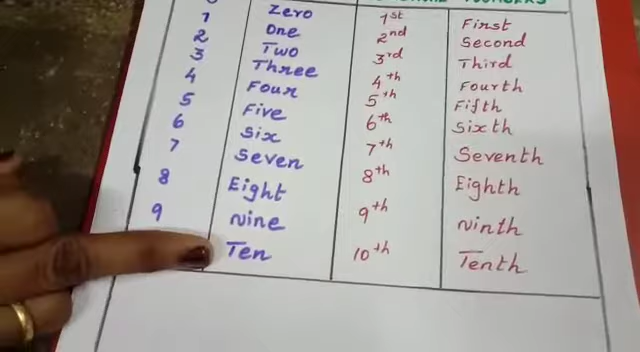 Zero 1st First
1 One 2nd Second
2 Two 3rd Third
3 Three 4th Fourth
4 Four 5th Fifth
5 Five 6th Sixth
6 Six 7th Seventh
7 Seven 8th Eighth
8 Eight 9th Ninth
9 Nine 10th Tenth
Ten